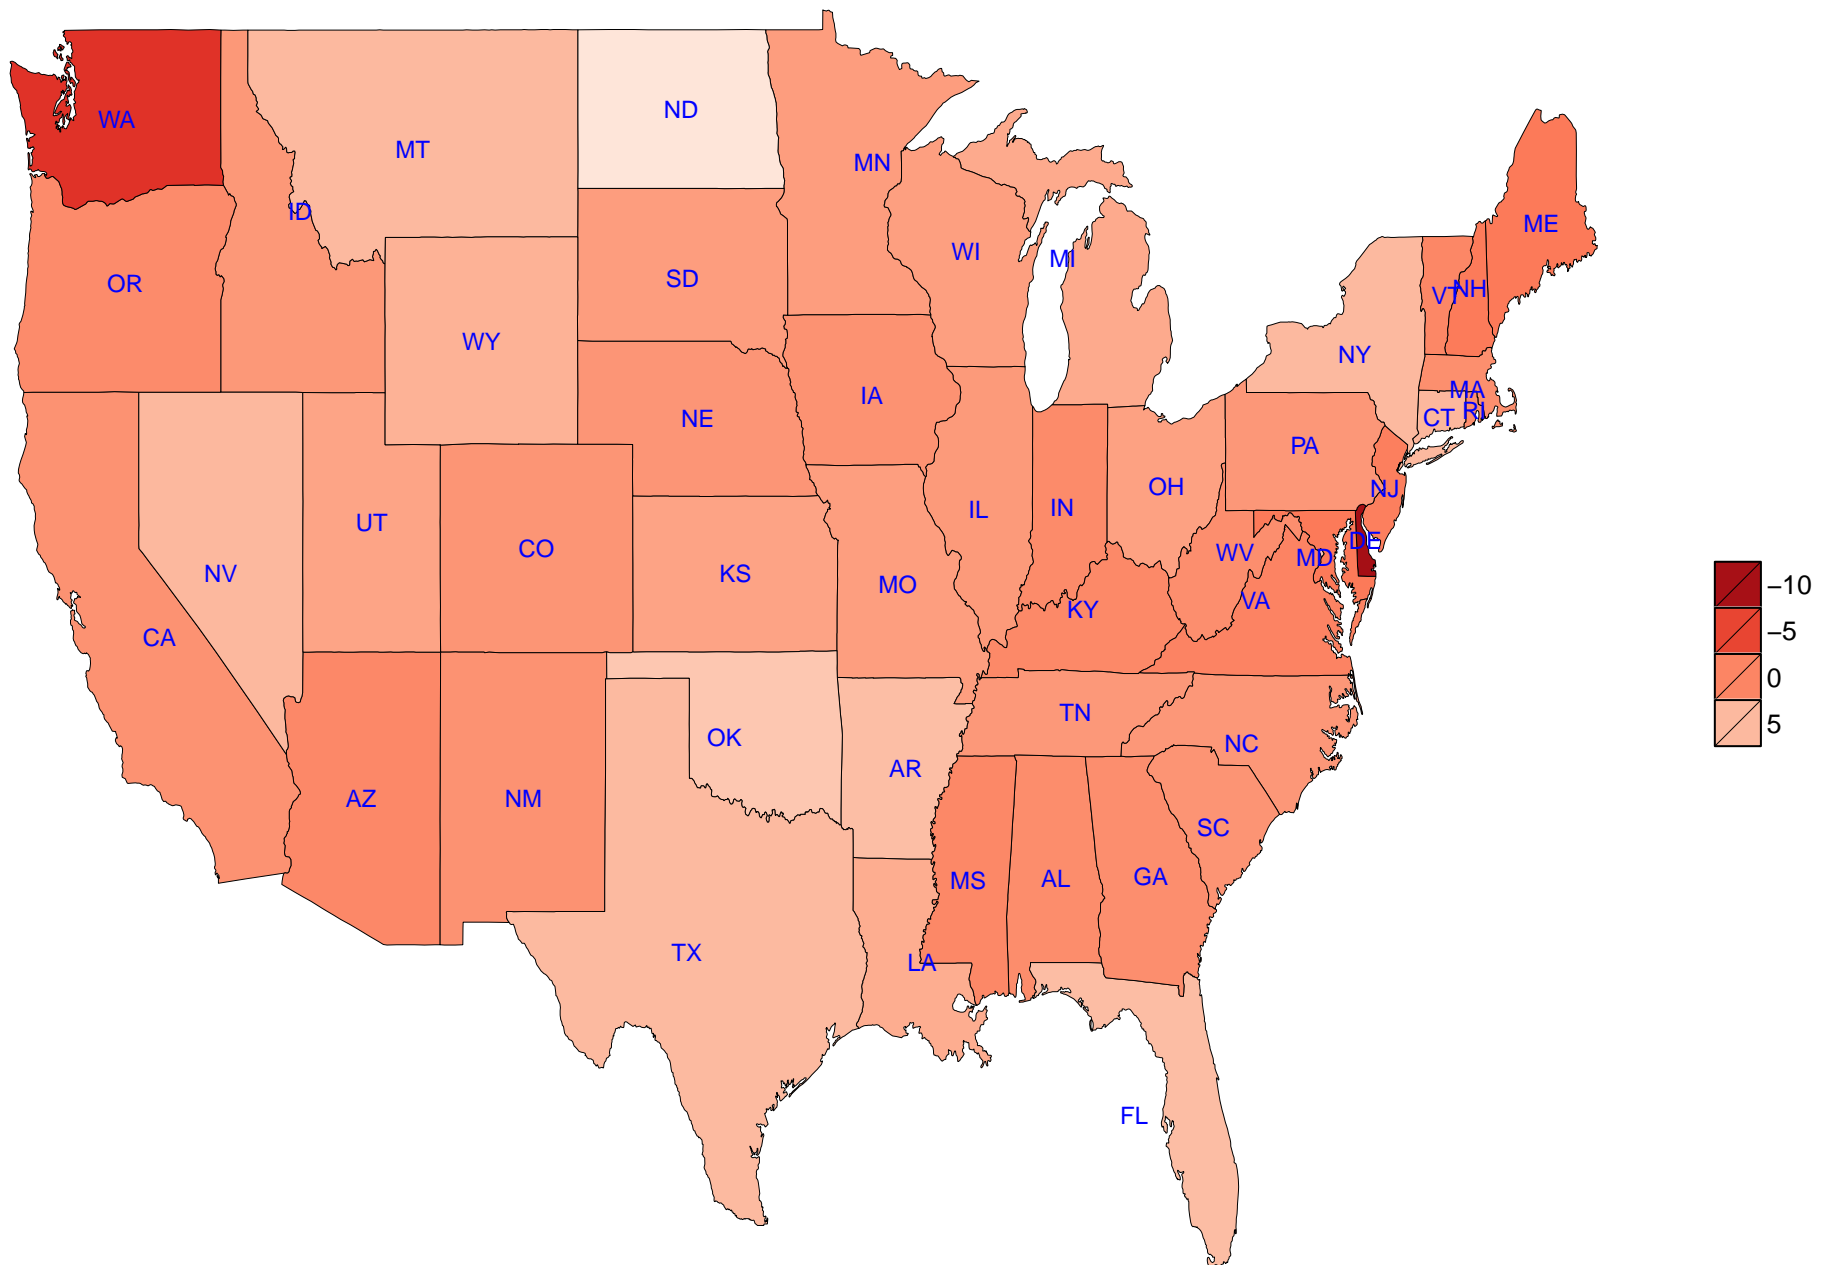 WA
ND
MT
MN
ID
ME
WI
MI
SD
OR
VT
NH
WY
NY
MA
IA
RI
CT
NE
PA
OH
NJ
IL
IN
UT
DE
CO
WV
MD
NV
KS
MO
–10
VA
KY
CA
–5
0
TN
5
OK
NC
AR
AZ
NM
SC
GA
AL
MS
TX
LA
FL